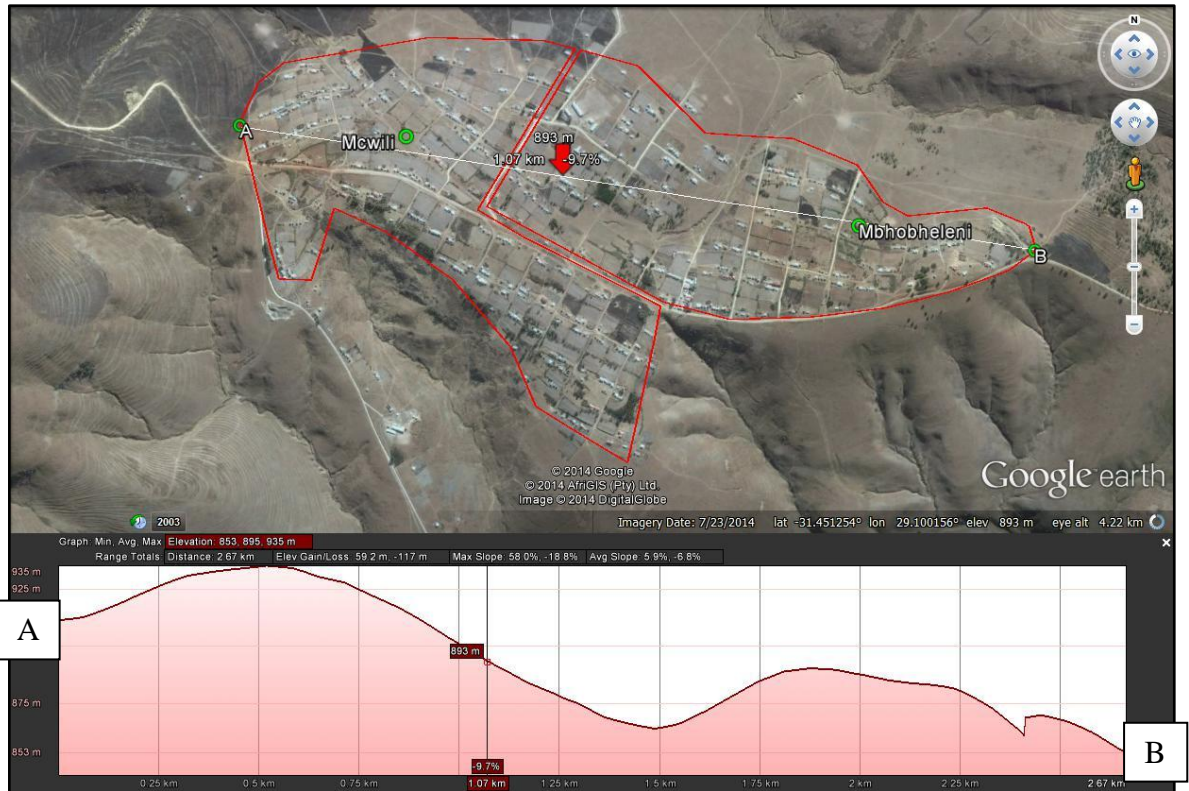 N
A
Mcwili
893 m
1.07 km -9.7%
Mbhobheleni
B
© 2014 Google
© 2014 AfriGIS (Pty) Ltd.
Image © 2014 DigitalGlobe
Google earth
2003
Imagery Date: 7/23/2014 lat -31.451254° lon 29.100156° elev 893 m eye alt 4.22 km
Graph: Min, Avg, Max Elevation: 853, 895, 935 m
Range Totals: Distance: 2.67 km Elev Gain/Loss: 59.2 m, -117 m Max Slope: 58.0%, -18.8% Avg Slope: 5.9%, -6.8%
935 m
925 m
A
893 m
875 m
853 m
B
-9.7%
0.25 km 0.5 km 0.75 km 1.07 km 1.25 km 1.5 km 1.75 km 2 km 2.25 km 2.67 km